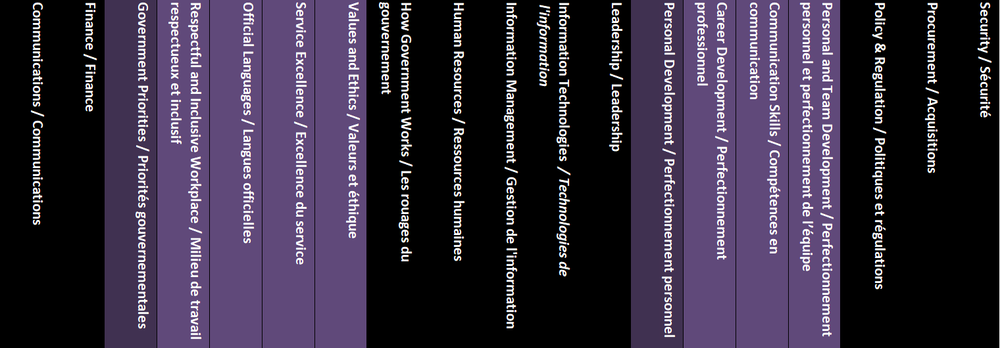 Communications / Communications
Finance / Finance
Government Priorities / Priorités gouvernementales
Respectful and Inclusive Workplace / Milieu de travail
respectueux et inclusif
Official Languages / Langues officielles
Service Excellence / Excellence du service
Values and Ethics / Valeurs et éthique
How Government Works / Les rouages du
gouvernement
Human Resources / Ressources humaines
Information Management / Gestion de l'information
Information Technologies / Technologies de
l'information
Leadership / Leadership
Personal Development / Perfectionnement personnel
Career Development / Perfectionnement
professionnel
Communication Skills / Compétences en
communication
Personal and Team Development / Perfectionnement
personnel et perfectionnement de l’équipe
Policy & Regulation / Politiques et régulations
Procurement / Acquisitions
Security / Sécurité